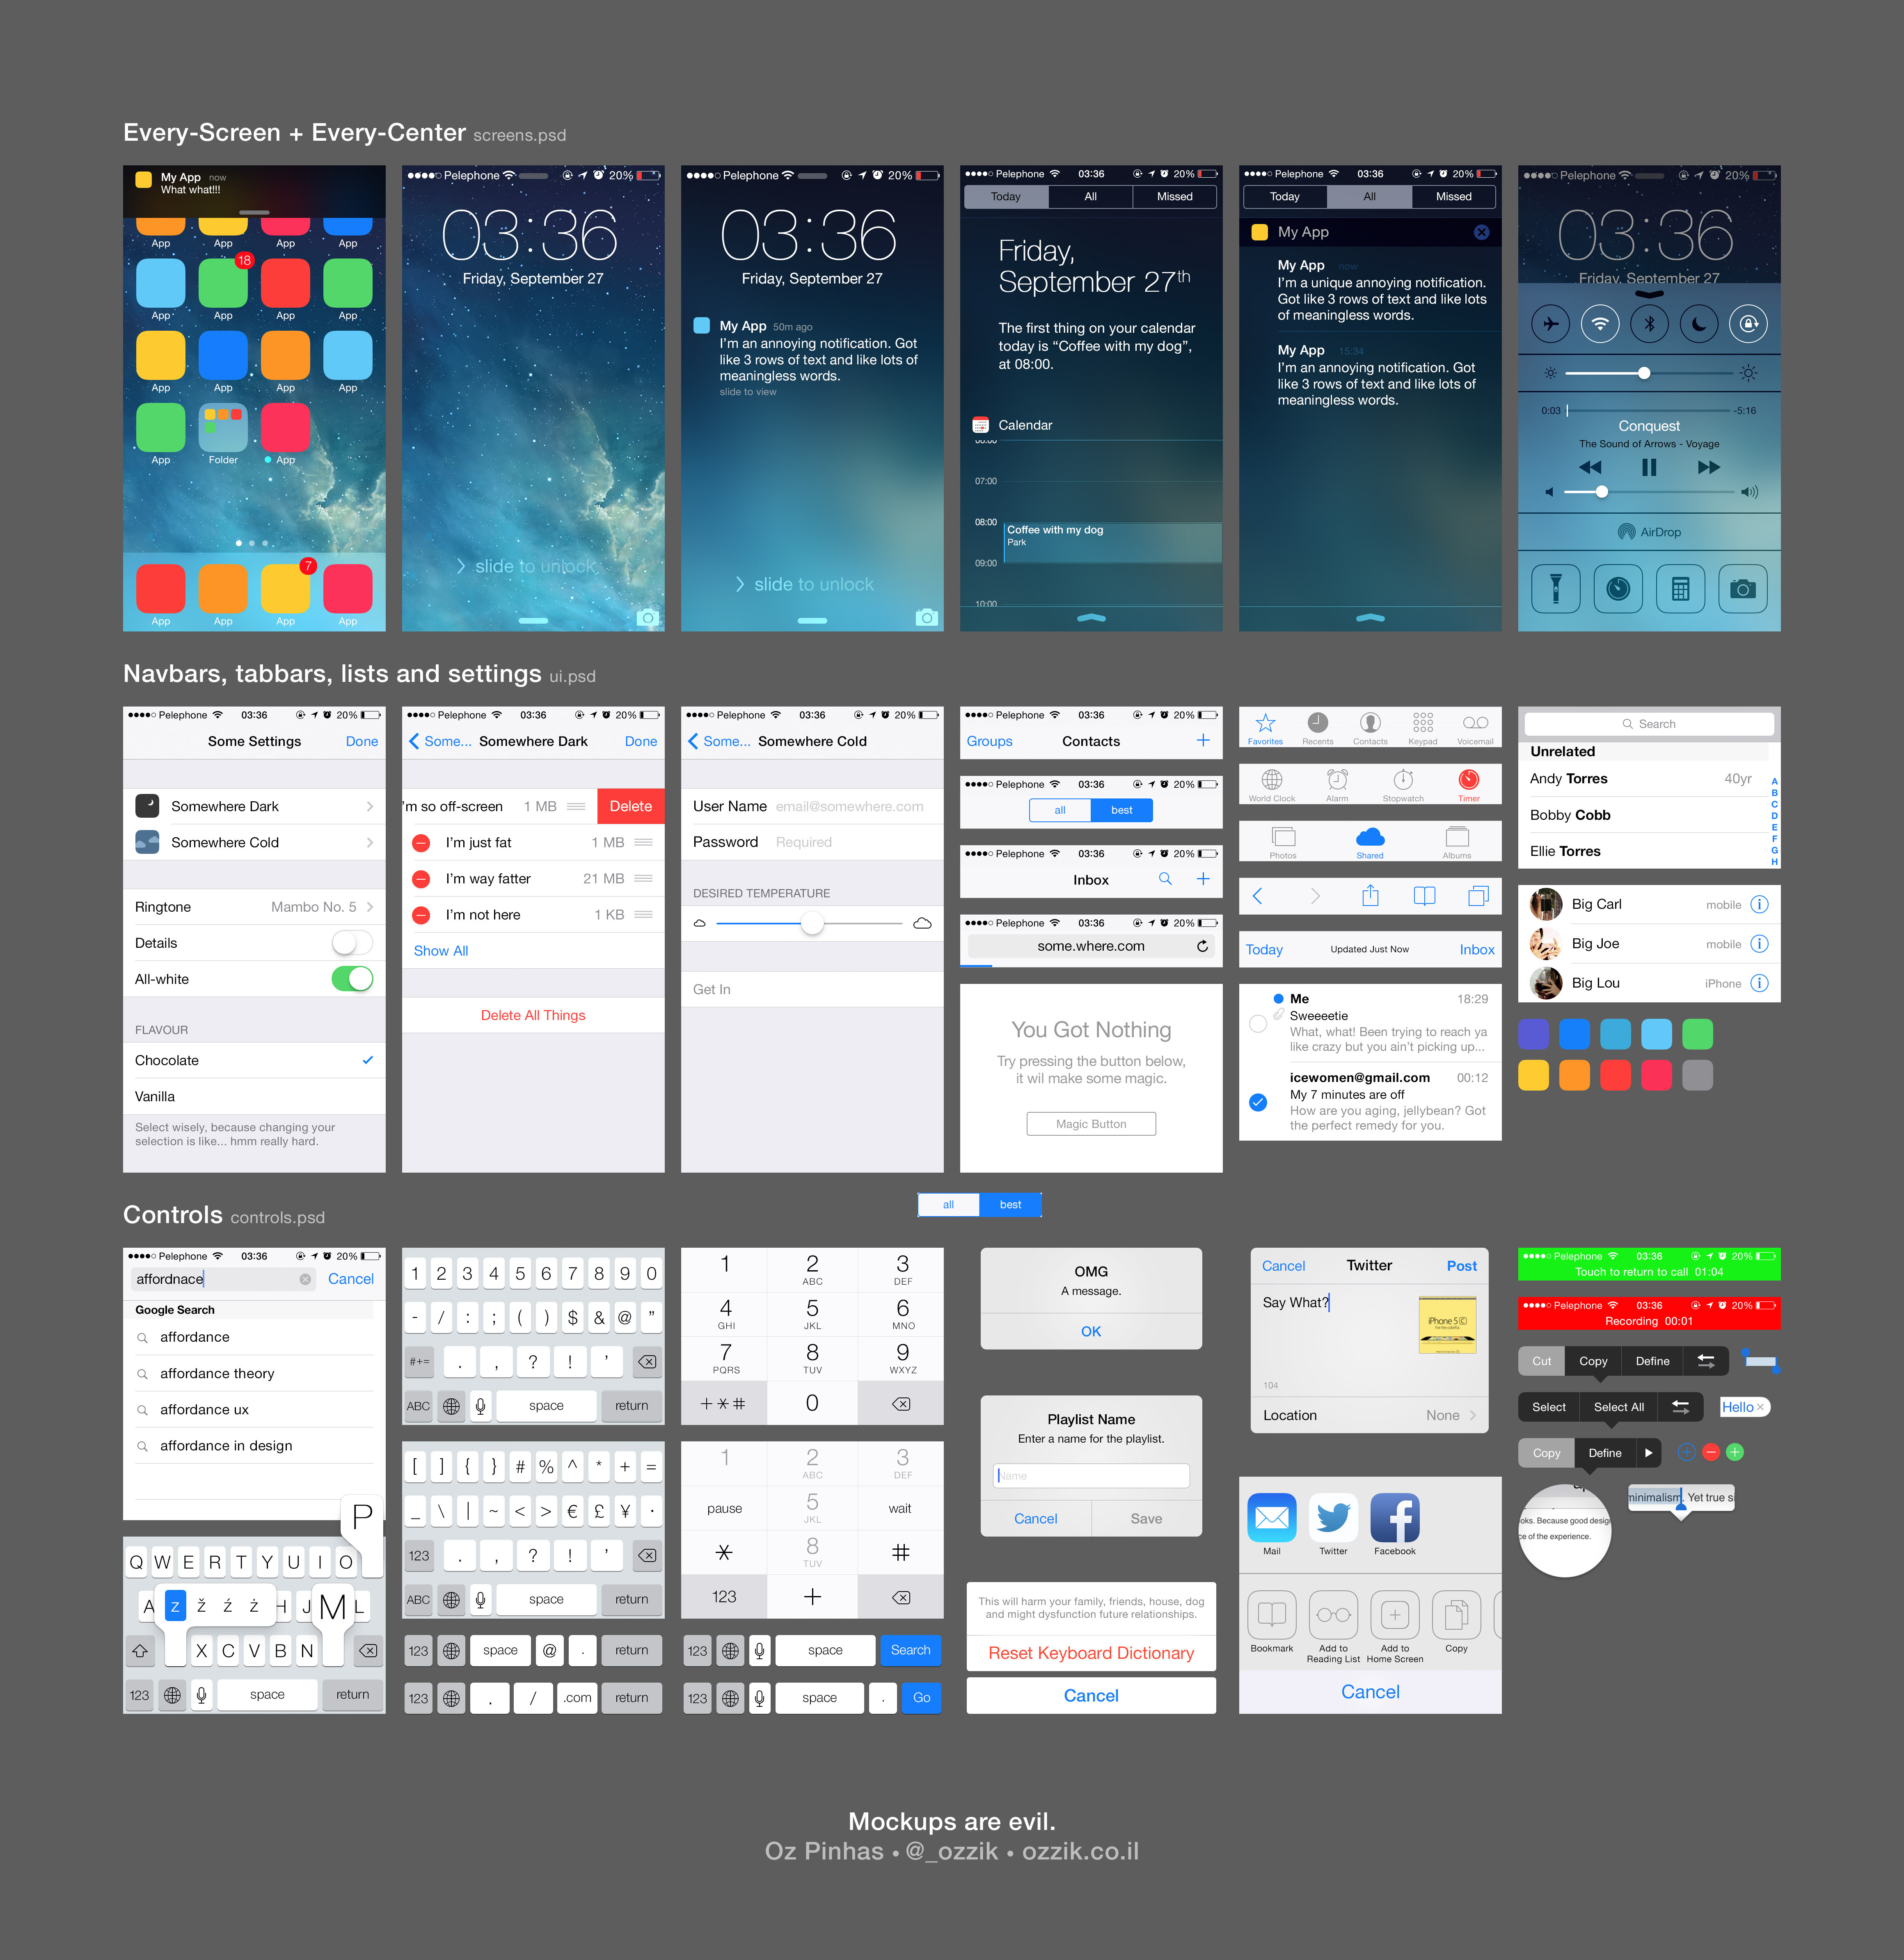 Every-Screen + Every-Center screens.psd
My App now
What what!!!
App App App App
18
App App App App
App App App App
App Folder App
7
App App App App
Pelephone 20%
03:36
Friday, September 27
slide to unlock
Pelephone 20%
03:36
Friday, September 27
My App 50m ago
I'm an annoying notification. Got
like 3 rows of text and like lots of
meaningless words.
slide to view
slide to unlock
Pelephone 03:36 20%
Today All Missed
Friday,
September 27th
The first thing on your calendar
today is “Coffee with my dog”,
at 08:00.
Calendar
07:00
08:00
Coffee with my dog
Park
09:00
10:00
Pelephone 03:36 20%
Today All Missed
My App
My App now
I'm a unique annoying notification.
Got like 3 rows of text and like lots
of meaningless words.
My App 15:34
I'm an annoying notification. Got
like 3 rows of text and like lots of
meaningless words.
Pelephone 20%
03:36
Friday, September 27
0:03 -5:16
Conquest
The Sound of Arrows - Voyage
AirDrop
Navbars, tabbars, lists and settings ui.psd
Pelephone 03:36 20%
Some Settings Done
Somewhere Dark
Somewhere Cold
Ringtone Mambo No. 5
Details
All-white
FLAVOUR
Chocolate
Vanilla
Select wisely, because changing your
selection is like... hmm really hard.
Pelephone 03:36 20%
Some... Somewhere Dark Done
'm so off-screen 1 MB Delete
I'm just fat 1 MB
I'm way fatter 21 MB
I'm not here 1 KB
Show All
Delete All Things
Pelephone 03:36 20%
Some... Somewhere Cold
User Name email@somewhere.com
Password Required
DESIRED TEMPERATURE
Get In
Pelephone 03:36 20%
Groups Contacts +
Pelephone 03:36 20%
all best
Pelephone 03:36 20%
Inbox +
Pelephone 03:36 20%
some.where.com
You Got Nothing
Try pressing the button below,
it wil make some magic.
Magic Button
Favorites Recents Contacts Keypad Voicemail
World Clock Alarm Stopwatch Timer
Photos Shared Albums
Today Updated Just Now Inbox
Me 18:29
Sweeeetie
What, what! Been trying to reach ya
like crazy but you ain't picking up...
icewomen@gmail.com 00:12
My 7 minutes are off
How are you aging, jellybean? Got
the perfect remedy for you.
Search
Unrelated
Andy Torres 40yr
Bobby Cobb
Ellie Torres
A
B
C
D
E
F
G
H
Big Carl mobile
Big Joe mobile
Big Lou iPhone
all best
Controls controls.psd
Pelephone 03:36 20%
affordnace Cancel
Google Search
affordance
affordance theory
affordance ux
affordance in design
P
Q W E R T Y U I O
A z ž ź ż H J M L
X C V B N
123 space return
1 2 3 4 5 6 7 8 9 0
- / : ; ( ) $ & @ ”
#+= . , ? ! ’
ABC space return
[ ] { } # % ^ * + =
_ \ | ~ < > € £ ¥ ·
123 . , ? ! ’
ABC space return
123 space @ . return
123 . / .com return
1 2 ABC 3 DEF
4 GHI 5 JKL 6 MNO
7 PQRS 8 TUV 9 WXYZ
+*# 0
1 2 ABC 3 DEF
pause 5 JKL wait
* 8 TUV #
123 +
123 space Search
123 space . Go
OMG
A message.
OK
Playlist Name
Enter a name for the playlist.
Name
Cancel Save
This will harm your family, friends, house, dog
and might dysfunction future relationships.
Reset Keyboard Dictionary
Cancel
Cancel Twitter Post
Say What?
iPhone 5C
104
Location None
Mail Twitter Facebook
Bookmark Add to Reading List Add to Home Screen Copy
Cancel
Pelephone 03:36 20%
Touch to return to call 01:04
Pelephone 03:36 20%
Recording 00:01
Cut Copy Define
Select Select All Hello
Copy Define
minimalism. Yet true s
oks. Because good desig
ce of the experience.
Mockups are evil.
Oz Pinhas • @_ozzik • ozzik.co.il